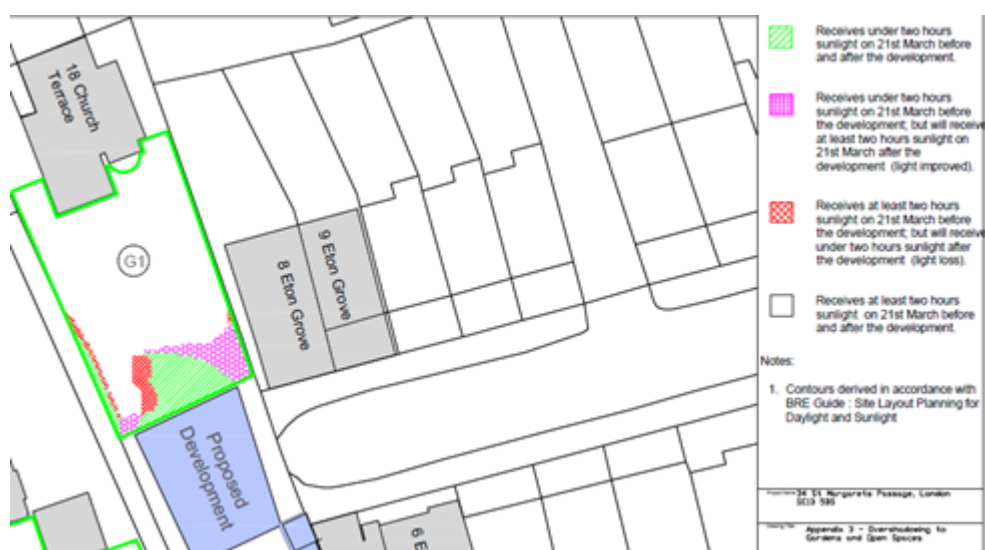 18 Church
Terrace
G1
8 Eton Grove
9 Eton Grove
Proposed
Development
6 E
Receives under two hours
sunlight on 21st March before
and after the development.
Receives under two hours
sunlight on 21st March before
the development; but will receive
at least two hours sunlight on
21st March after the
development (light improved).
Receives at least two hours
sunlight on 21st March before
the development; but will receive
under two hours sunlight after
the development (light loss).
Receives at least two hours
sunlight on 21st March before
and after the development.
Notes:
1. Contours derived in accordance with
BRE Guide : Site Layout Planning for
Daylight and Sunlight
34 St Margarets Passage, London
Appendix 3 - Overshadowing to
Gardens and Open Spaces